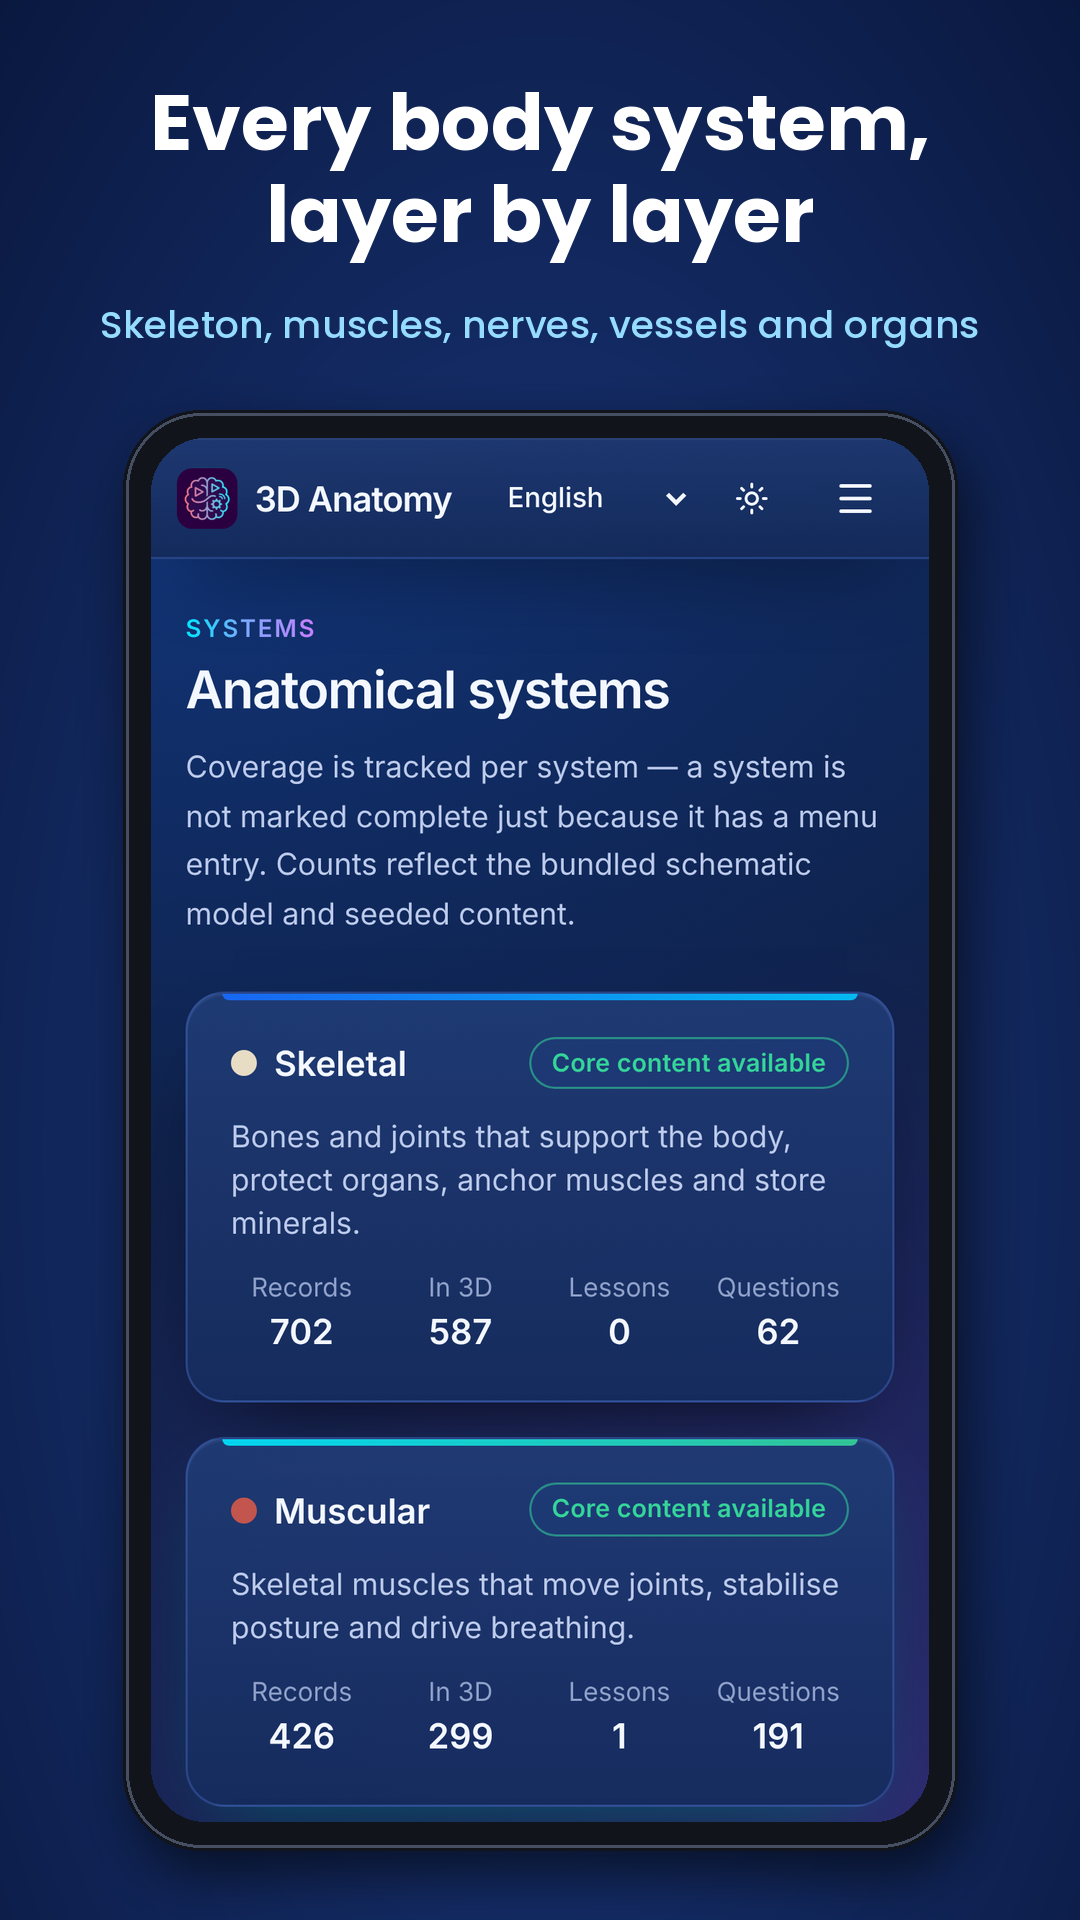 Every body system,
layer by layer
Skeleton, muscles, nerves, vessels and organs
3D Anatomy
English
SYSTEMS
Anatomical systems
Coverage is tracked per system — a system is
not marked complete just because it has a menu
entry. Counts reflect the bundled schematic
model and seeded content.
Skeletal
Core content available
Bones and joints that support the body,
protect organs, anchor muscles and store
minerals.
Records In 3D Lessons Questions
702 587 0 62
Muscular
Core content available
Skeletal muscles that move joints, stabilise
posture and drive breathing.
Records In 3D Lessons Questions
426 299 1 191